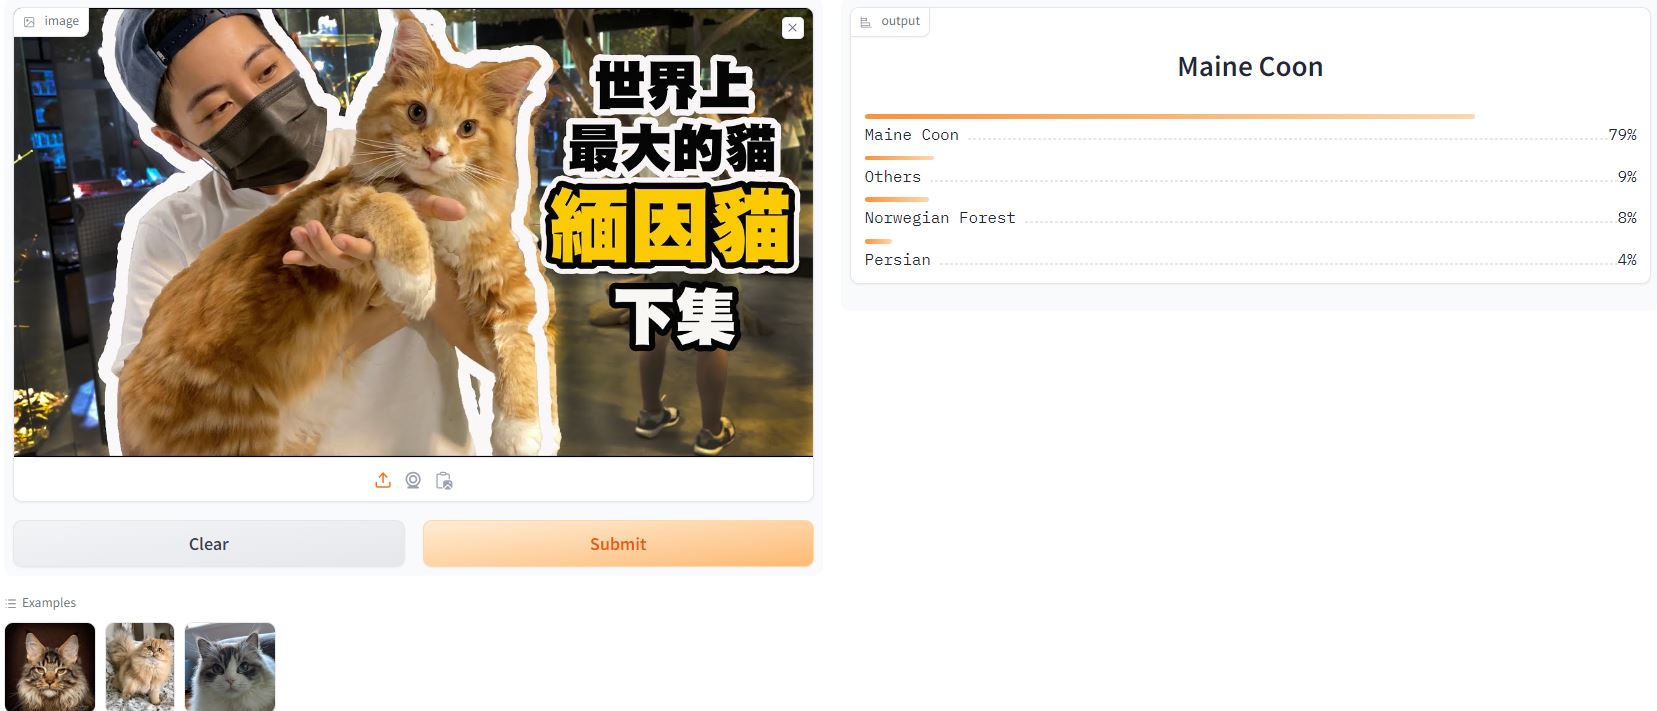 image
世界上
最大的貓
緬因貓
下集
Clear
Submit
Examples
output
Maine Coon
Maine Coon 79%
Others 9%
Norwegian Forest 8%
Persian 4%